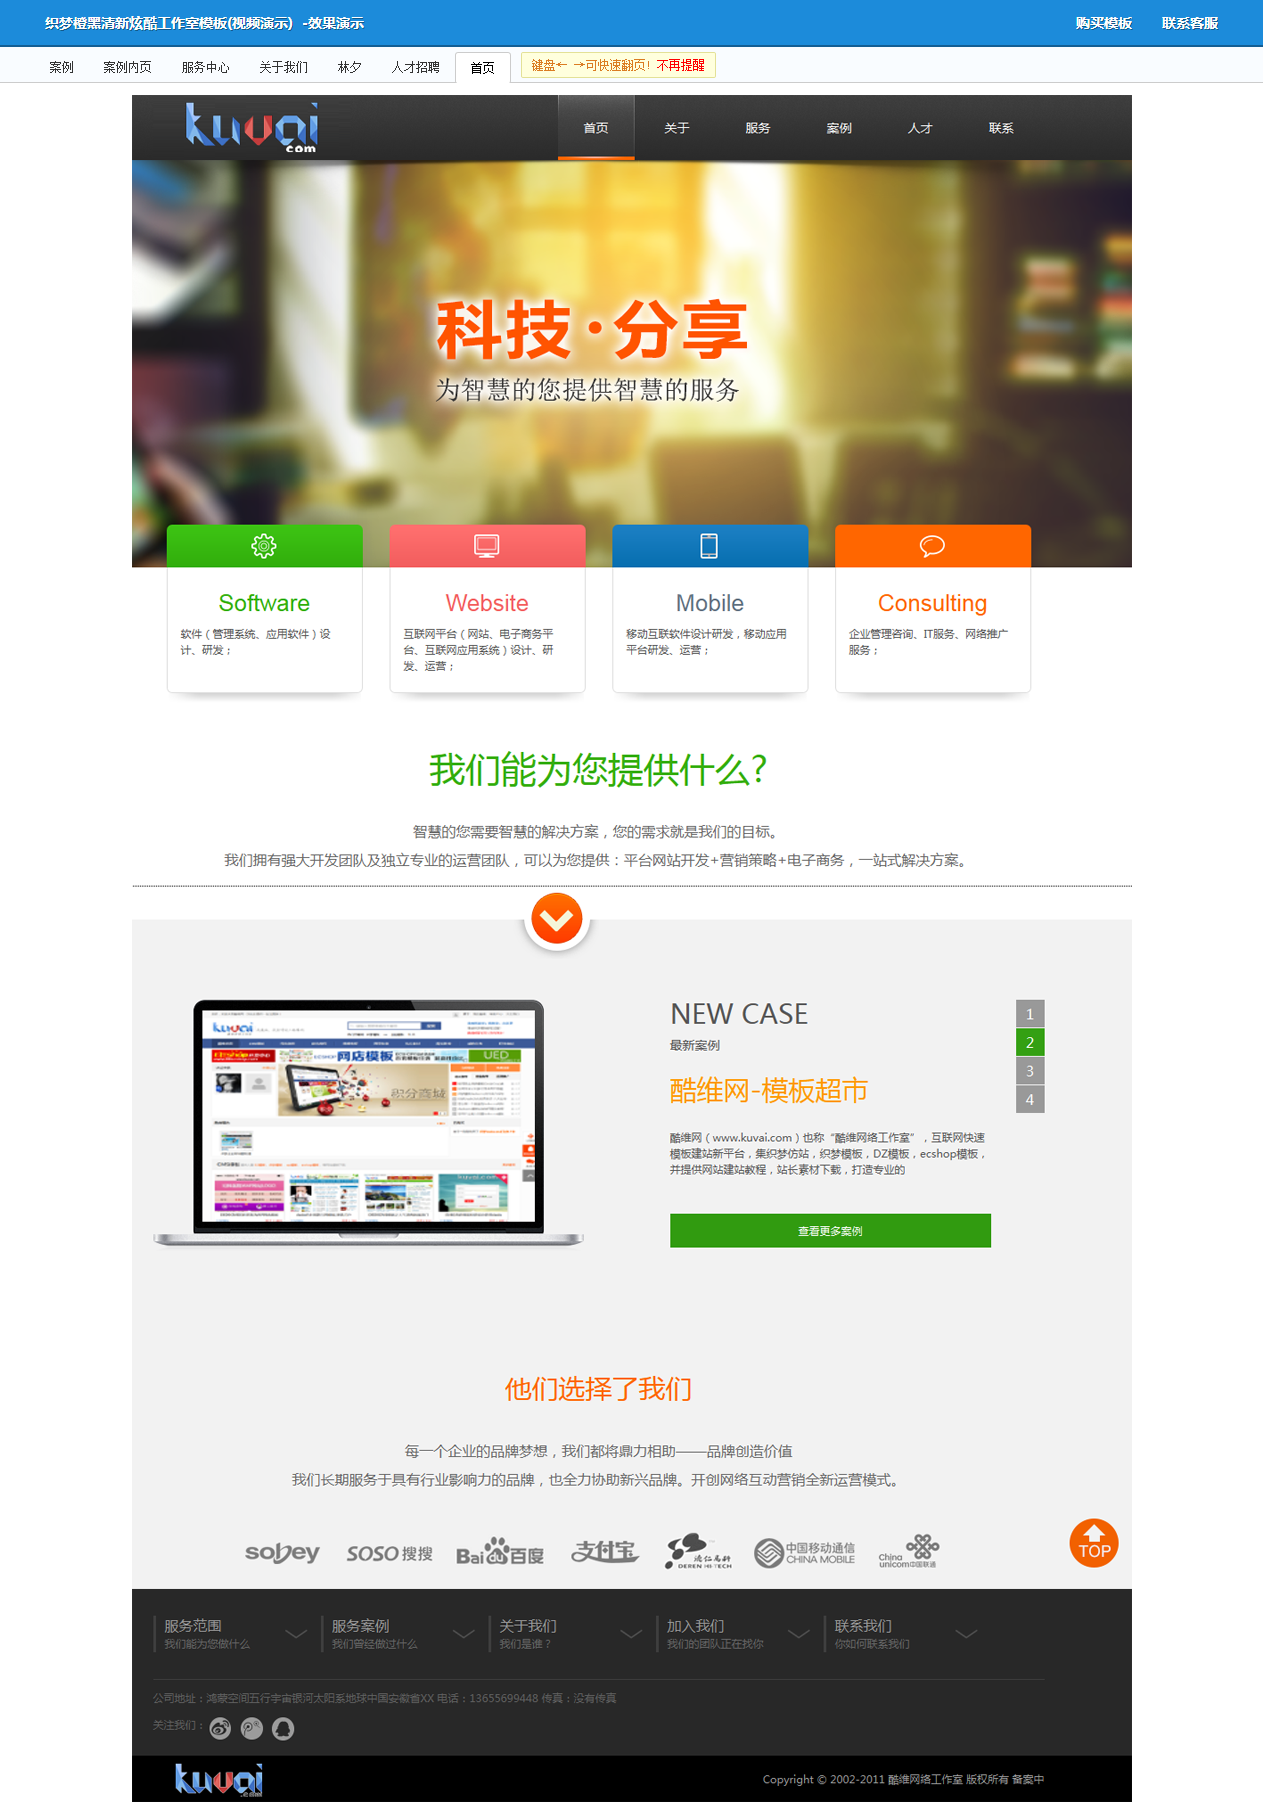 织梦橙黑清新炫酷工作室模板(视频演示) -效果演示
购买模板 联系客服
案例 案例内页 服务中心 关于我们 林夕 人才招聘 首页 键盘← →可快速翻页! 不再提醒
kuvai
.com
首页 关于 服务 案例 人才 联系
科技·分享
为智慧的您提供智慧的服务
Software
软件（管理系统、应用软件）设
计、研发；
Website
互联网平台（网站、电子商务平
台、互联网应用系统）设计、研
发、运营；
Mobile
移动互联软件设计研发，移动应用
平台研发、运营；
Consulting
企业管理咨询、IT服务、网络推广
服务；
我们能为您提供什么?
智慧的您需要智慧的解决方案，您的需求就是我们的目标。
我们拥有强大开发团队及独立专业的运营团队，可以为您提供：平台网站开发+营销策略+电子商务，一站式解决方案。
kuvai
网店模板
UED
积分商城
NEW CASE
最新案例
酷维网-模板超市
酷维网（www.kuvai.com）也称“酷维网络工作室”，互联网快速
模板建站新平台，集织梦仿站，织梦模板，DZ模板，ecshop模板，
并提供网站建站教程，站长素材下载，打造专业的
查看更多案例
1
2
3
4
他们选择了我们
每一个企业的品牌梦想，我们都将鼎力相助——品牌创造价值
我们长期服务于具有行业影响力的品牌，也全力协助新兴品牌。开创网络互动营销全新运营模式。
sobey SOSO 搜搜 Bai du 百度 支付宝 德仁高科 DEREN HI-TECH 中国移动通信 CHINA MOBILE China unicom中国联通
TOP
服务范围 服务案例 关于我们 加入我们 联系我们
我们能为您做什么 我们曾经做过什么 我们是谁？ 我们的团队正在找你 你如何联系我们
公司地址：鸿蒙空间五行宇宙银河太阳系地球中国安徽省XX 电话：13655699448 传真：没有传真
关注我们：
kuvai
.com
Copyright © 2002-2011 酷维网络工作室 版权所有 备案中